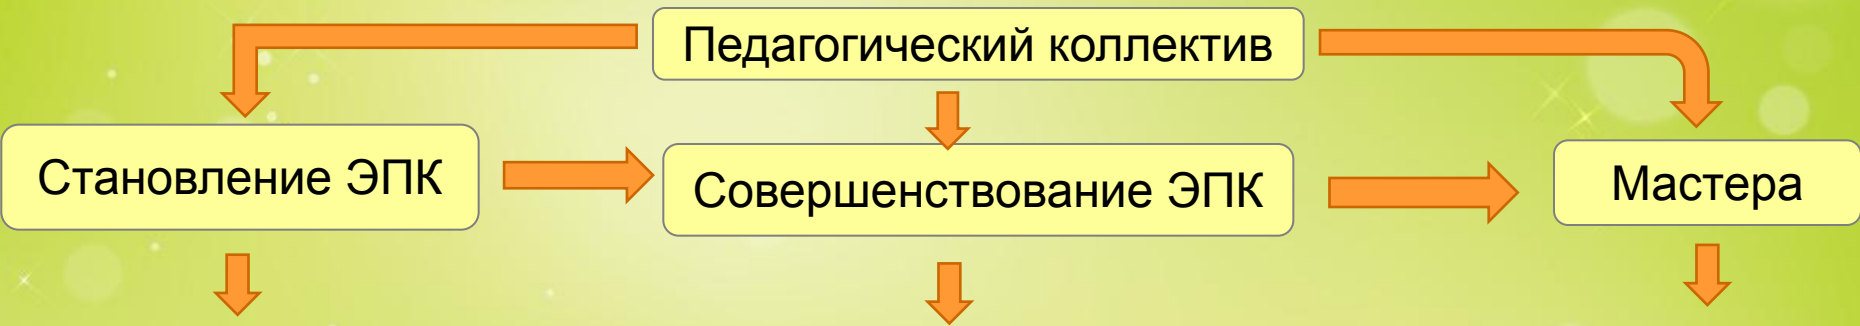 Педагогический коллектив
Становление ЭПК
Совершенствование ЭПК
Мастера